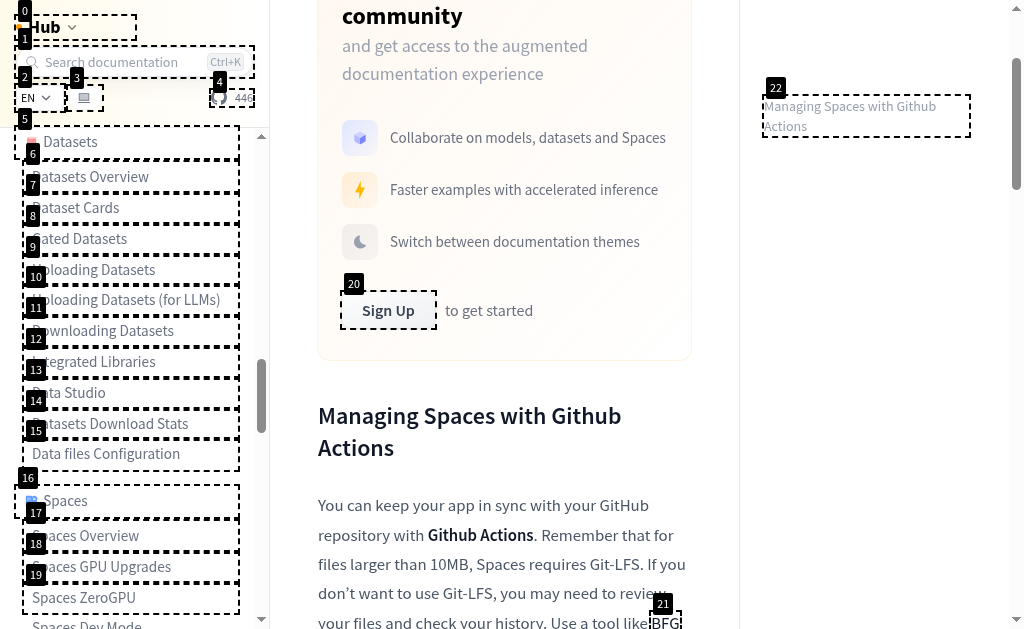 0
Hub
1
Search documentation Ctrl+K
2
3
4
EN
446
5
Datasets
6
Datasets Overview
7
Dataset Cards
8
Gated Datasets
9
Uploading Datasets
10
Uploading Datasets (for LLMs)
11
Downloading Datasets
12
Integrated Libraries
13
Data Studio
14
Datasets Download Stats
15
Data files Configuration
16
Spaces
17
Spaces Overview
18
Spaces GPU Upgrades
19
Spaces ZeroGPU
Spaces Dev Mode
community
and get access to the augmented
documentation experience
Collaborate on models, datasets and Spaces
Faster examples with accelerated inference
Switch between documentation themes
20
Sign Up to get started
Managing Spaces with Github
Actions
You can keep your app in sync with your GitHub
repository with Github Actions. Remember that for
files larger than 10MB, Spaces requires Git-LFS. If you
don’t want to use Git-LFS, you may need to review
21
your files and check your history. Use a tool like BFG
22
Managing Spaces with Github
Actions